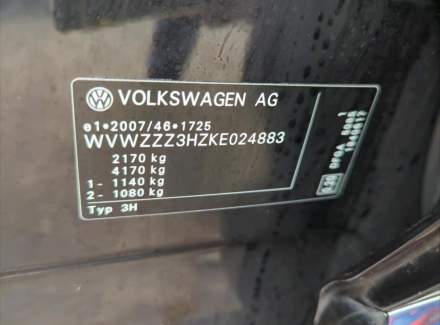 VOLKSWAGEN AG
e1*2007/46*1725
WVWZZZ3HZKE024883
2170 kg
4170 kg
1- 1140 kg
2- 1080 kg
Typ 3H